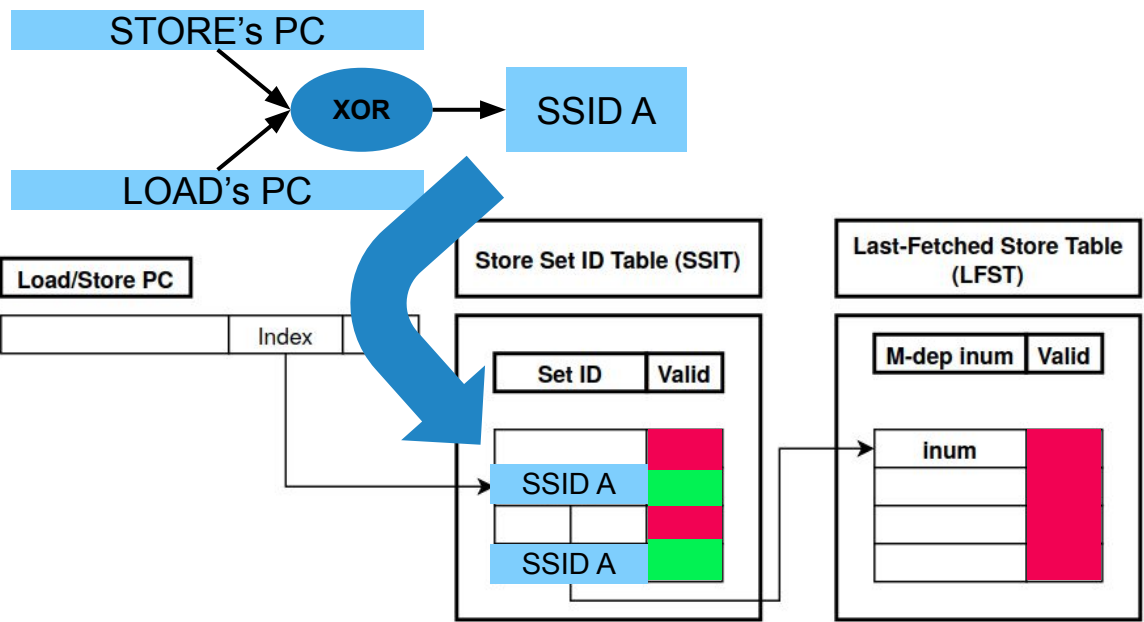 STORE's PC
XOR
SSID A
LOAD's PC
Load/Store PC
Index
Store Set ID Table (SSIT)
Set ID
Valid
SSID A
SSID A
Last-Fetched Store Table
(LFST)
M-dep inum
Valid
inum